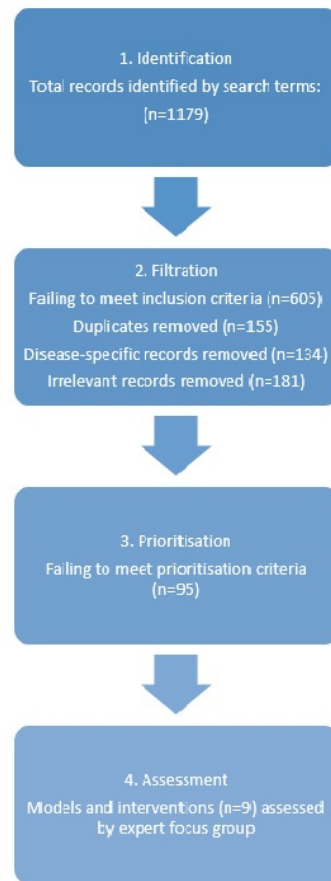 1. Identification
Total records identified by search terms:
(n=1179)
2. Filtration
Failing to meet inclusion criteria (n=605)
Duplicates removed (n=155)
Disease-specific records removed (n=134)
Irrelevant records removed (n=181)
3. Prioritisation
Failing to meet prioritisation criteria
(n=95)
4. Assessment
Models and interventions (n=9) assessed
by expert focus group